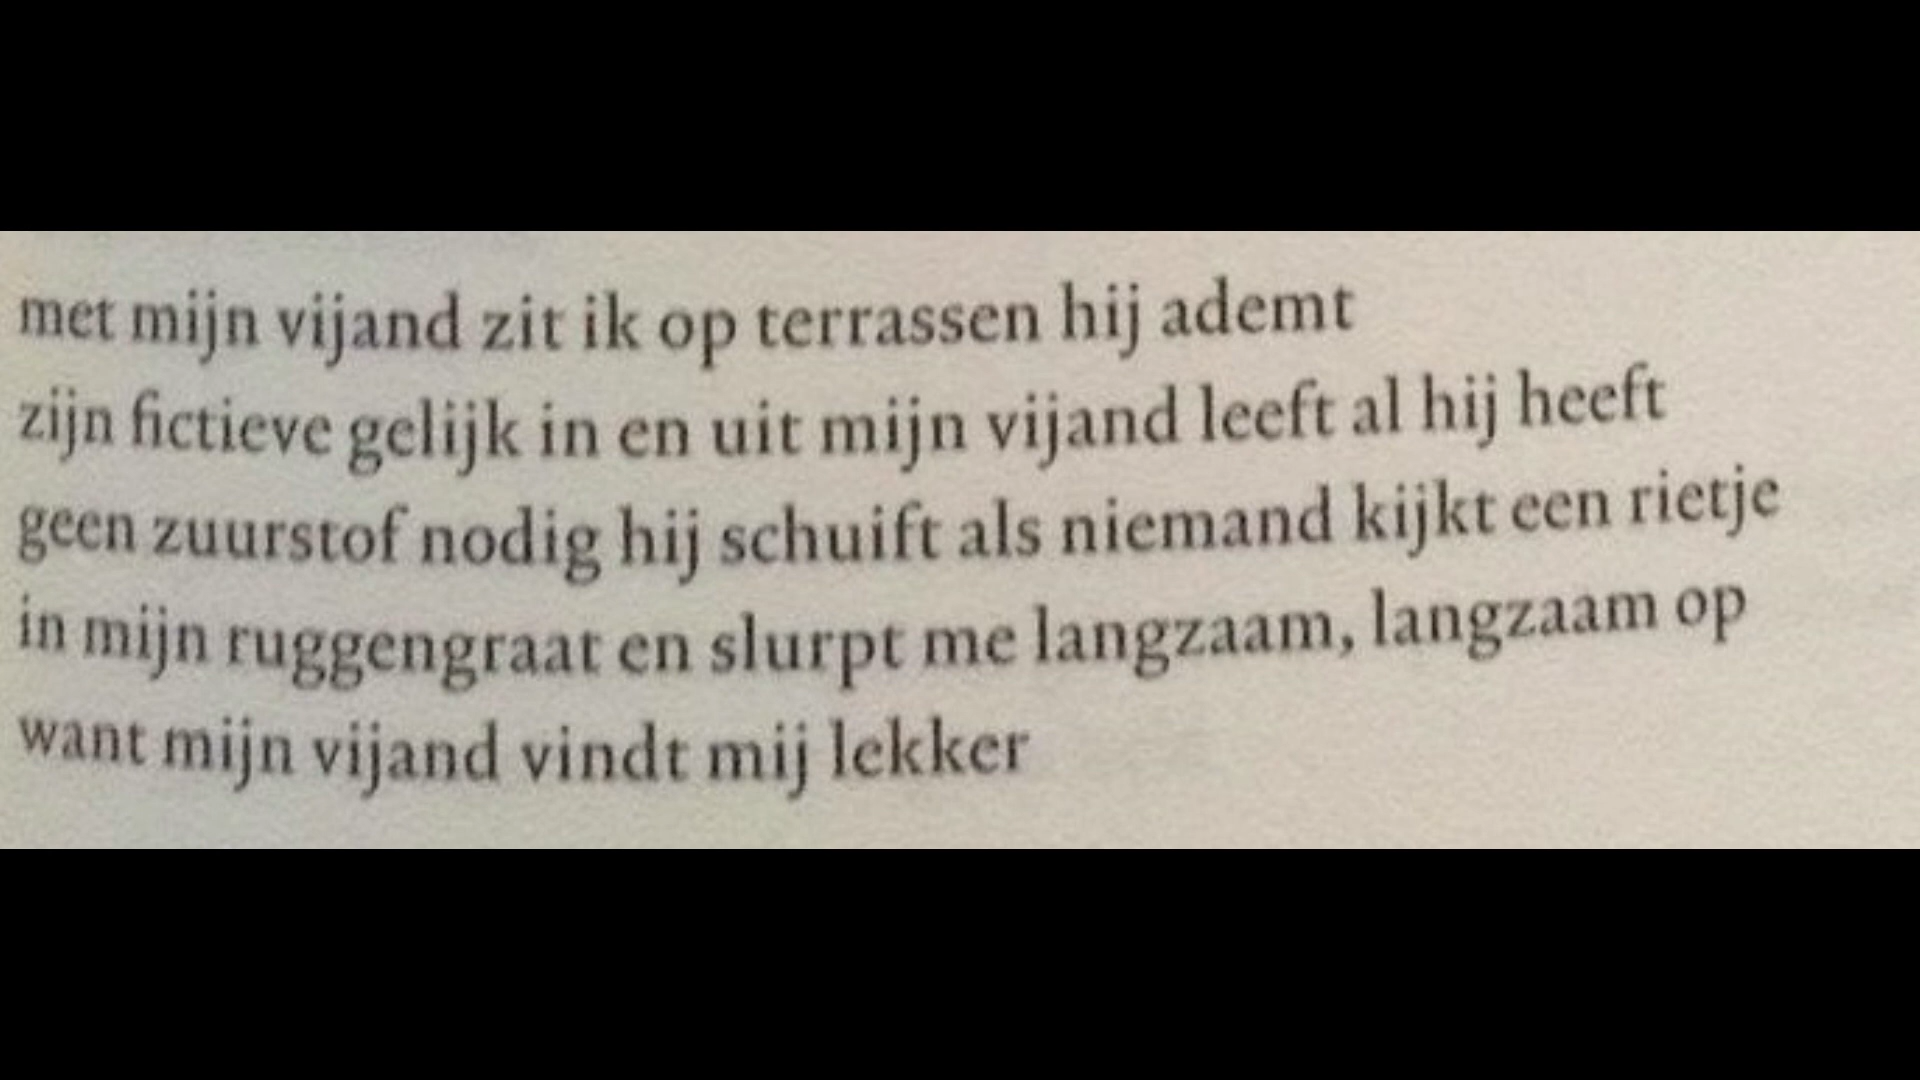 met mijn vijand zit ik op terrassen hij ademt
zijn fictieve gelijk in en uit mijn vijand leeft al hij heeft
geen zuurstof nodig hij schuift als niemand kijkt een rietje
in mijn ruggengraat en slurpt me langzaam, langzaam op
want mijn vijand vindt mij lekker